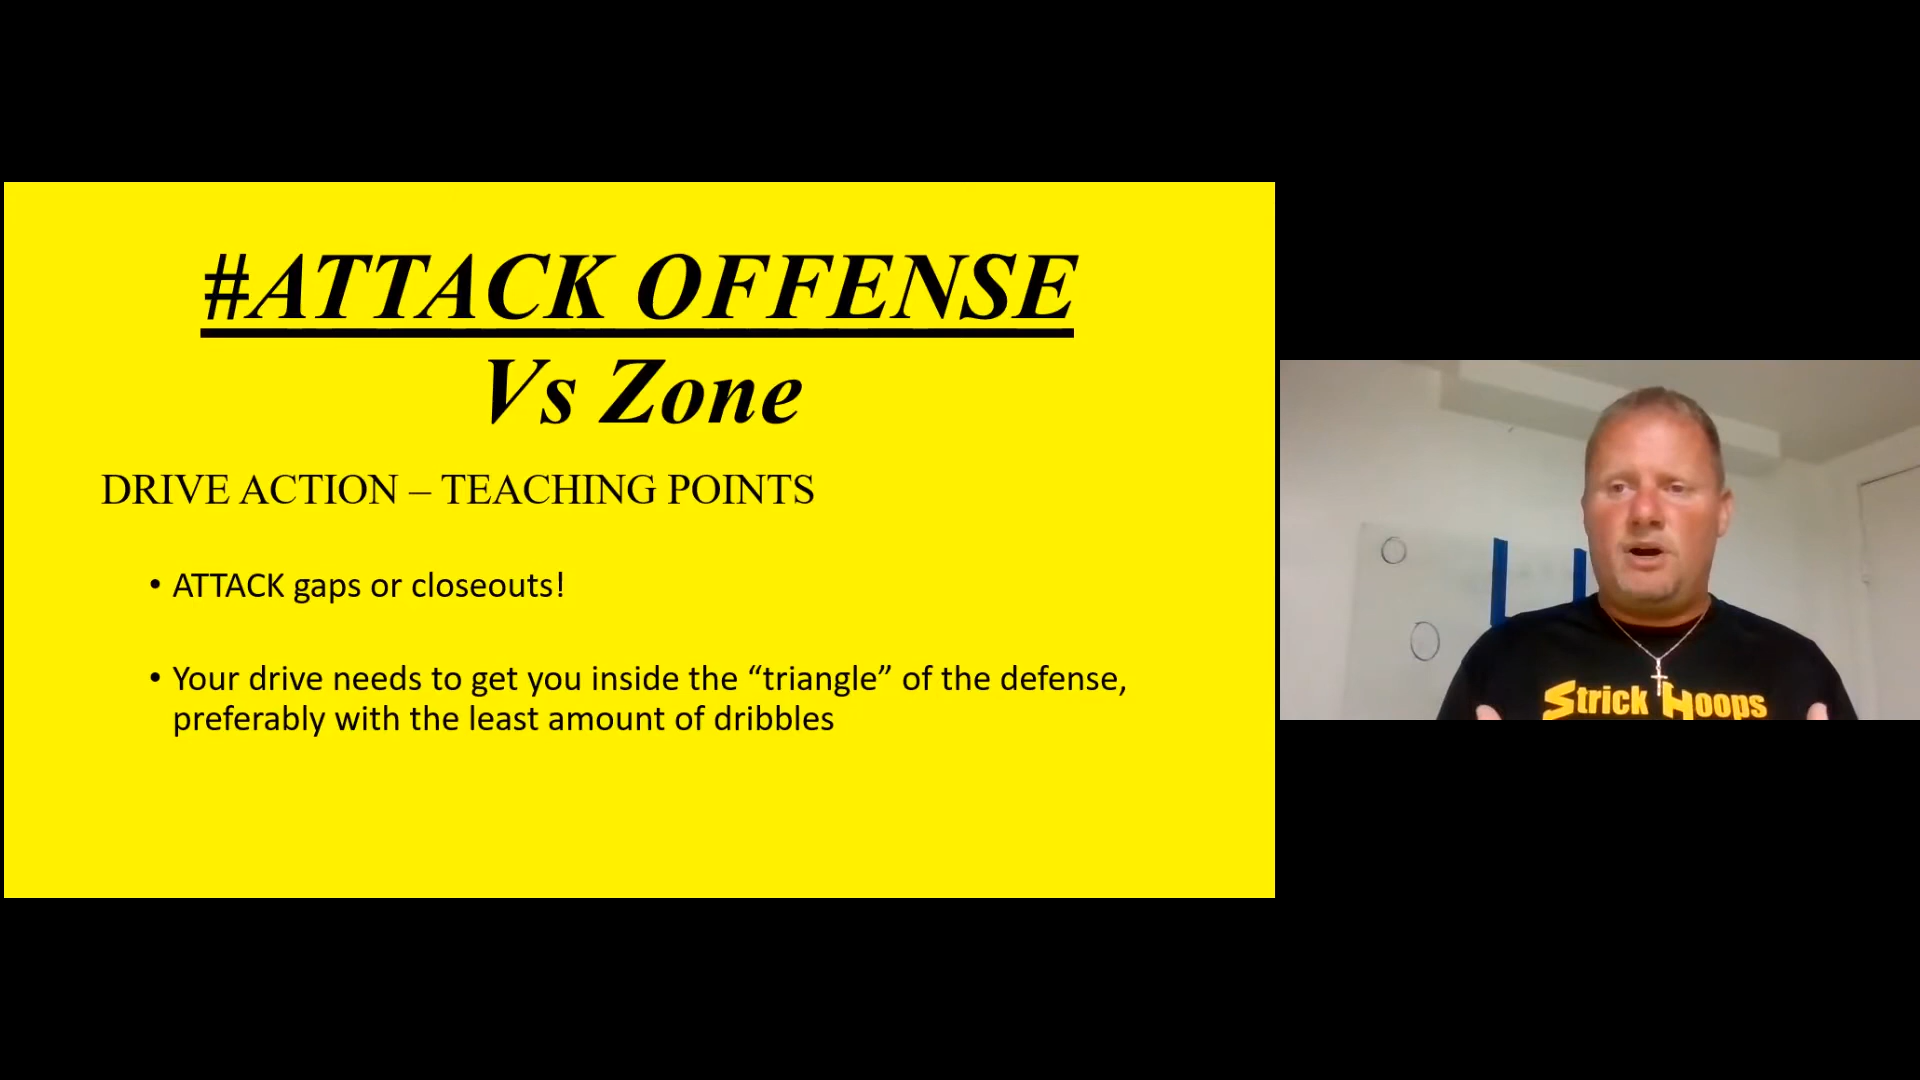 #ATTACK OFFENSE
Vs Zone
DRIVE ACTION – TEACHING POINTS
• ATTACK gaps or closeouts!
• Your drive needs to get you inside the “triangle” of the defense,
preferably with the least amount of dribbles
Strick Hoops